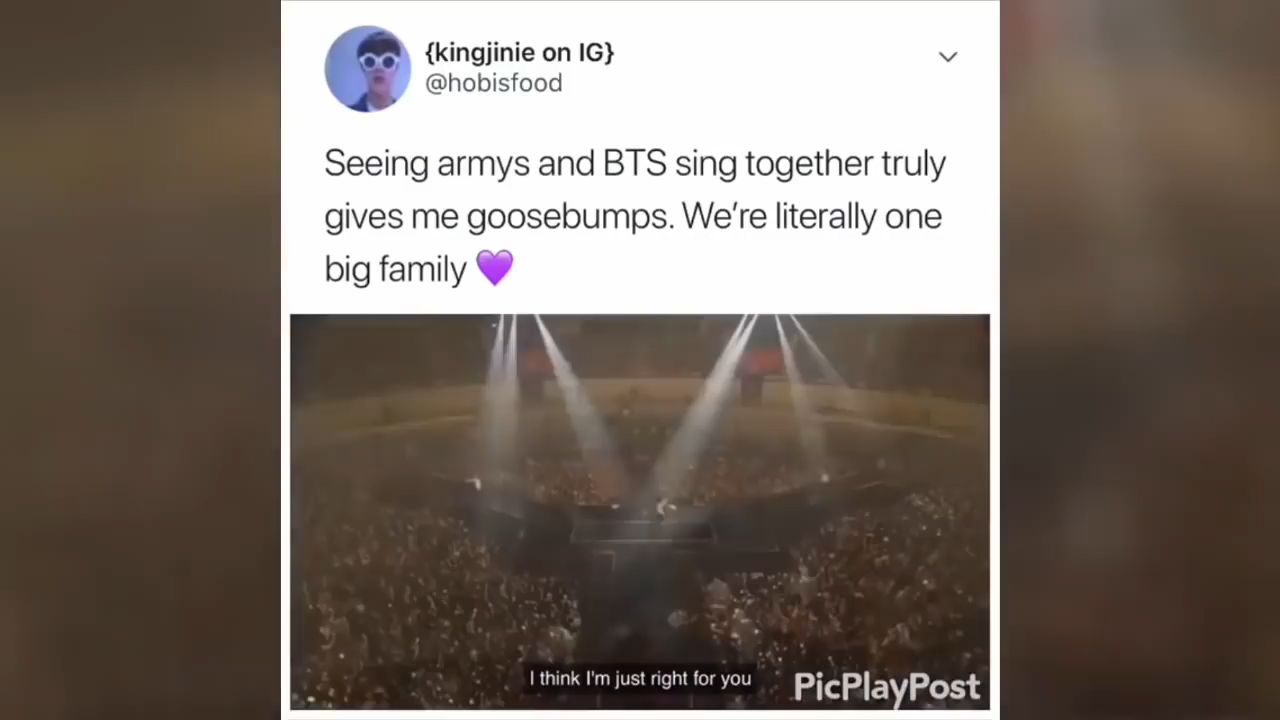 {kingjinie on IG}
@hobisfood
Seeing armys and BTS sing together truly
gives me goosebumps. We’re literally one
big family 💜
I think I'm just right for you
PicPlayPost